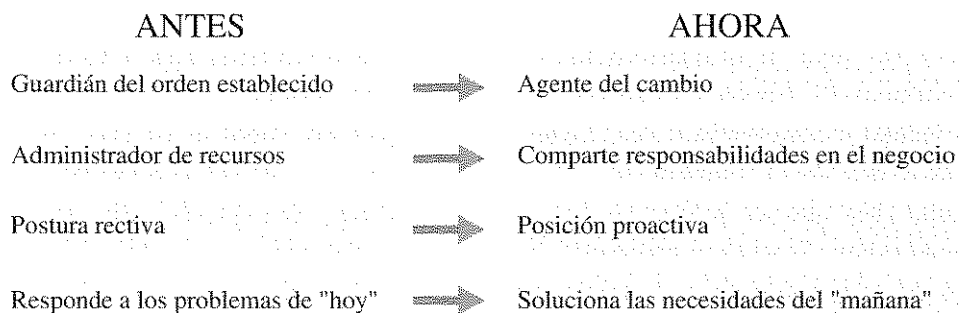 ANTES AHORA
Guardián del orden establecido Agente del cambio
Administrador de recursos Comparte responsabilidades en el negocio
Postura rectiva Posición proactiva
Responde a los problemas de "hoy" Soluciona las necesidades del "mañana"